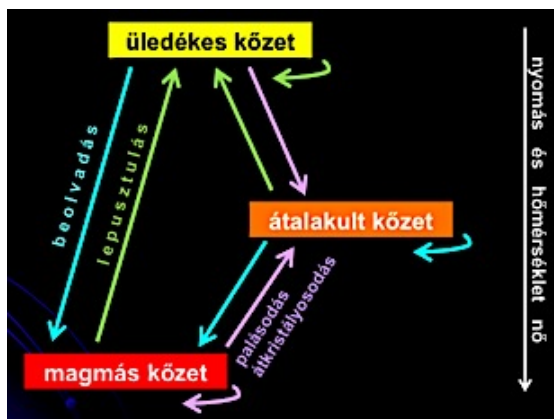 üledékes kőzet
beolvadás
lepusztulás
átalakult kőzet
palásodás
átkristályosodás
magmás kőzet
nyomás és hőmérséklet nő